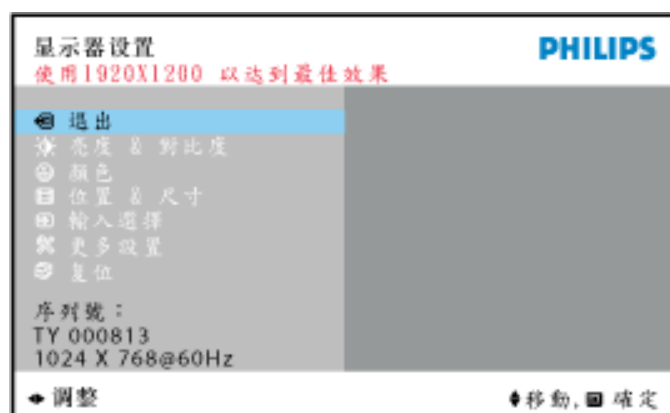 显示器设置
PHILIPS
使用1920X1200 以达到最佳效果
退出
亮度 & 對比度
顏色
位置 & 尺寸
輸入選擇
更多設置
复位
序列號：
TY 000813
1024 X 768@60Hz
调整
移動, 確定